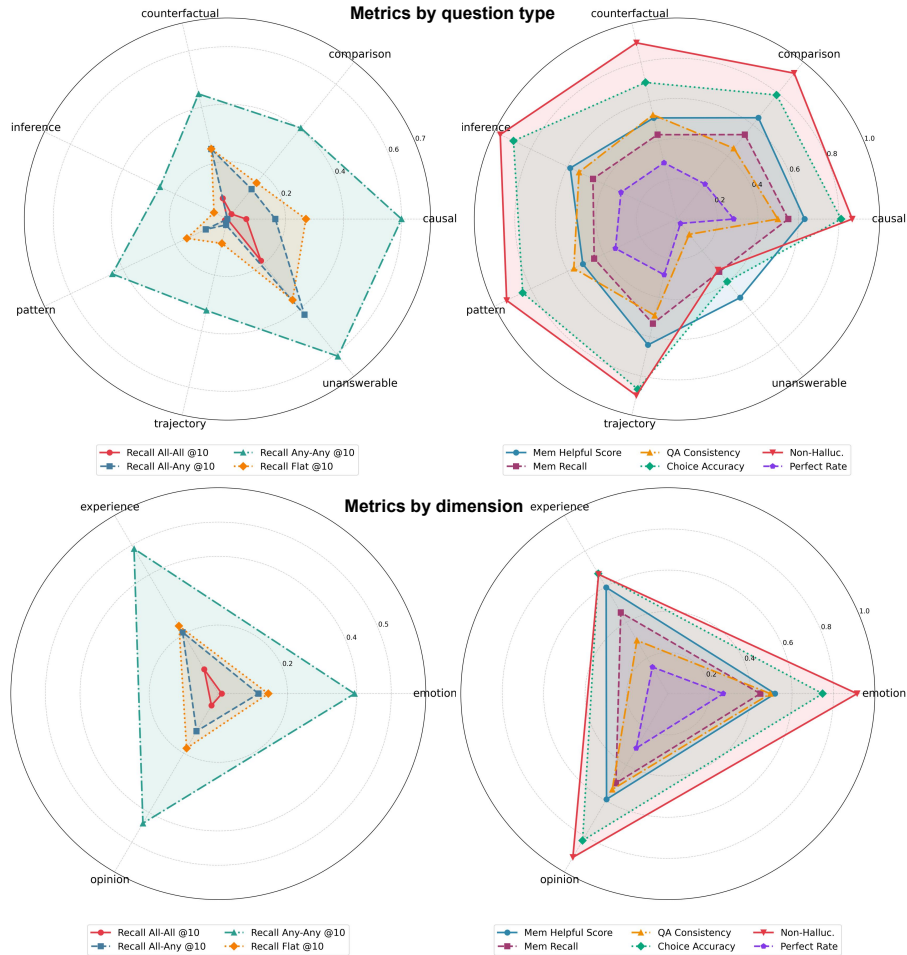 Metrics by question type
counterfactual
comparison
causal
unanswerable
trajectory
pattern
inference
0.2
0.4
0.6
0.7
Recall All-All @10
Recall All-Any @10
Recall Any-Any @10
Recall Flat @10
counterfactual
comparison
causal
unanswerable
trajectory
pattern
inference
0.2
0.4
0.6
0.8
1.0
Mem Helpful Score
Mem Recall
QA Consistency
Choice Accuracy
Non-Halluc.
Perfect Rate
Metrics by dimension
experience
emotion
opinion
0.2
0.4
0.5
Recall All-All @10
Recall All-Any @10
Recall Any-Any @10
Recall Flat @10
experience
emotion
opinion
0.2
0.4
0.6
0.8
1.0
Mem Helpful Score
Mem Recall
QA Consistency
Choice Accuracy
Non-Halluc.
Perfect Rate